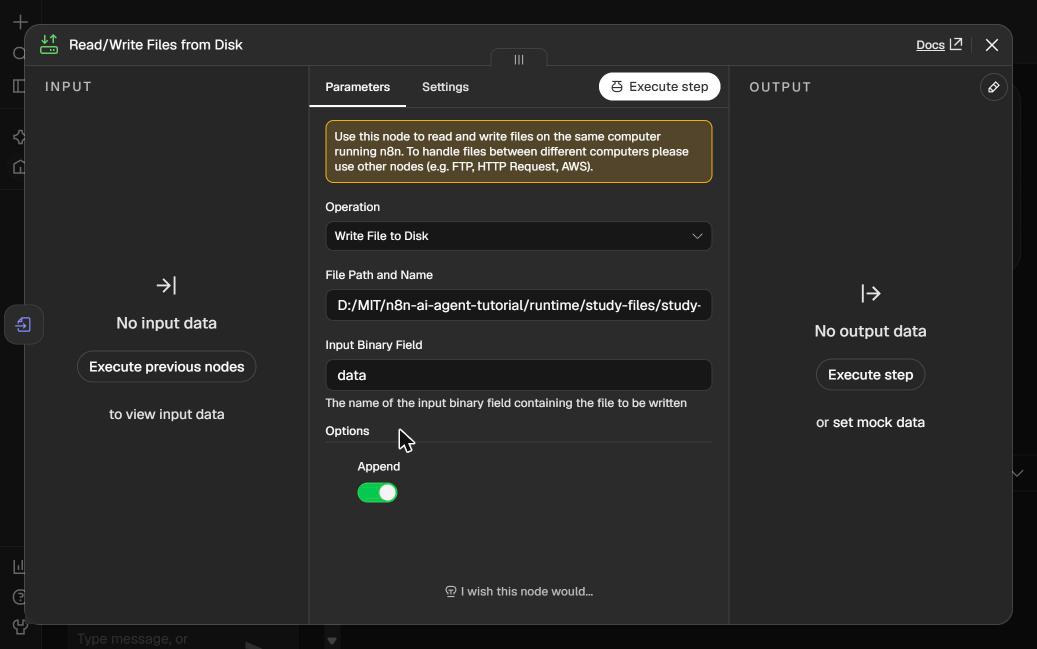 Read/Write Files from Disk
Docs
INPUT
Parameters
Settings
Execute step
OUTPUT
Use this node to read and write files on the same computer
running n8n. To handle files between different computers please
use other nodes (e.g. FTP, HTTP Request, AWS).
Operation
Write File to Disk
File Path and Name
D:/MIT/n8n-ai-agent-tutorial/runtime/study-files/study-
Input Binary Field
data
The name of the input binary field containing the file to be written
Options
Append
No input data
Execute previous nodes
to view input data
No output data
Execute step
or set mock data
I wish this node would...
Type message, or